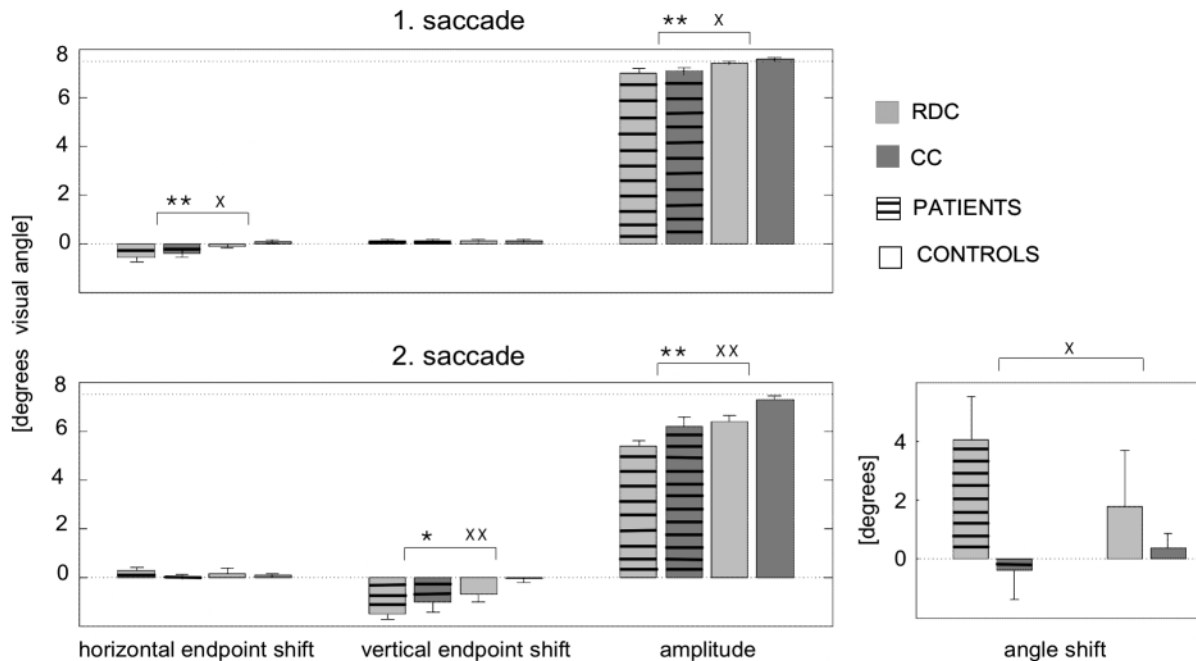 1. saccade
** x
8
6
4
2
0
** x
RDC
CC
PATIENTS
CONTROLS
[degrees visual angle]
2. saccade
** xx
8
6
4
2
0
* xx
x
[degrees]
4
2
0
horizontal endpoint shift
vertical endpoint shift
amplitude
angle shift